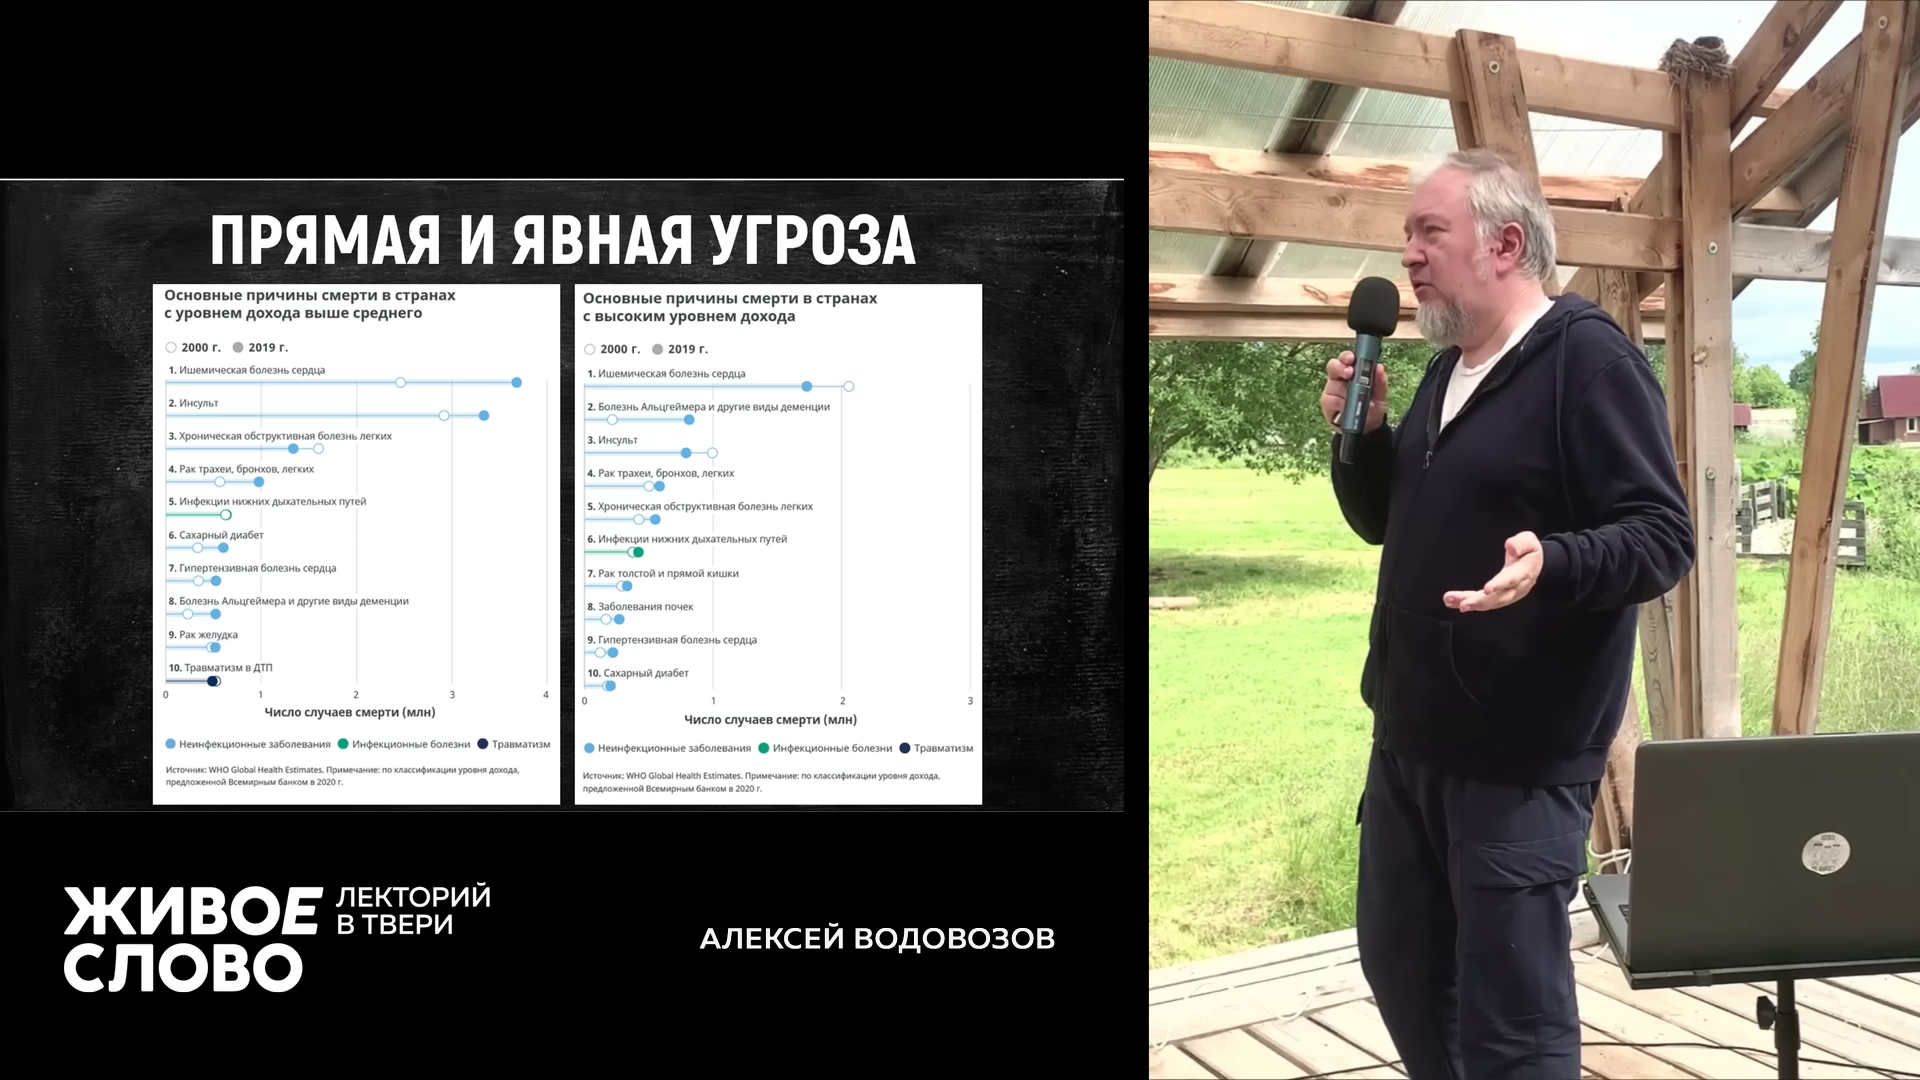 ПРЯМАЯ И ЯВНАЯ УГРОЗА
Основные причины смерти в странах
с уровнем дохода выше среднего
2000 г. 2019 г.
1. Ишемическая болезнь сердца
2. Инсульт
3. Хроническая обструктивная болезнь легких
4. Рак трахеи, бронхов, легких
5. Инфекции нижних дыхательных путей
6. Сахарный диабет
7. Гипертензивная болезнь сердца
8. Болезнь Альцгеймера и другие виды деменции
9. Рак желудка
10. Травматизм в ДТП
0 1 2 3 4
Число случаев смерти (млн)
Неинфекционные заболевания Инфекционные болезни Травматизм
Источник: WHO Global Health Estimates. Примечание: по классификации уровня дохода,
предложенной Всемирным банком в 2020 г.
Основные причины смерти в странах
с высоким уровнем дохода
2000 г. 2019 г.
1. Ишемическая болезнь сердца
2. Болезнь Альцгеймера и другие виды деменции
3. Инсульт
4. Рак трахеи, бронхов, легких
5. Хроническая обструктивная болезнь легких
6. Инфекции нижних дыхательных путей
7. Рак толстой и прямой кишки
8. Заболевания почек
9. Гипертензивная болезнь сердца
10. Сахарный диабет
0 1 2 3
Число случаев смерти (млн)
Неинфекционные заболевания Инфекционные болезни Травматизм
Источник: WHO Global Health Estimates. Примечание: по классификации уровня дохода,
предложенной Всемирным банком в 2020 г.
ЖИВОЕ
СЛОВО
ЛЕКТОРИЙ
В ТВЕРИ
АЛЕКСЕЙ ВОДОВОЗОВ